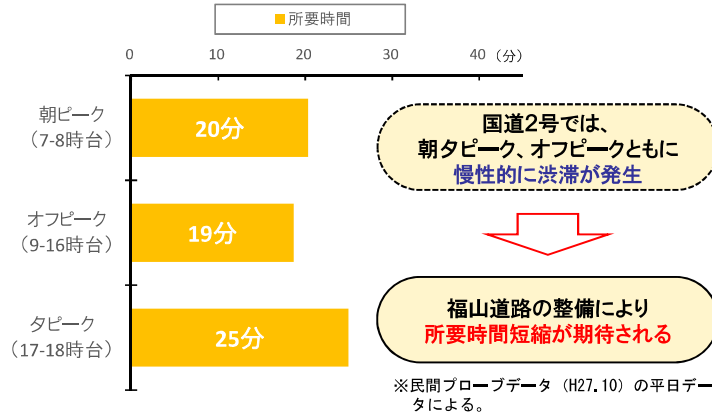 所要時間
0 10 20 30 40 (分)
朝ピーク
(7-8時台)
20分
オフピーク
(9-16時台)
19分
夕ピーク
(17-18時台)
25分
国道2号では、
朝夕ピーク、オフピークともに
慢性的に渋滞が発生
福山道路の整備により
所要時間短縮が期待される
※民間プローブデータ（H27.10）の平日デー
タによる。